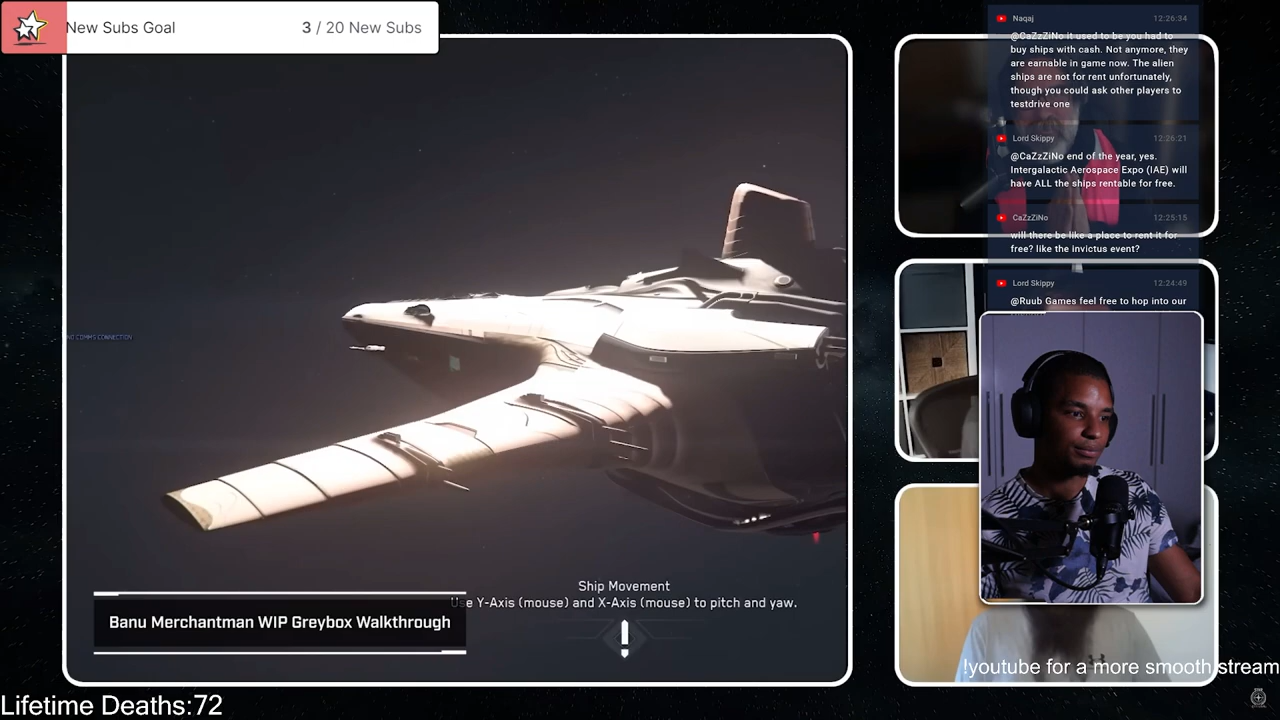 New Subs Goal
3 / 20 New Subs
NO COMMS CONNECTION
Banu Merchantman WIP Greybox Walkthrough
Ship Movement
Use Y-Axis (mouse) and X-Axis (mouse) to pitch and yaw.
Naqaj 12:26:34
@CaZzZiNo it used to be you had to
buy ships with cash. Not anymore, they
are earnable in game now. The alien
ships are not for rent unfortunately,
though you could ask other players to
testdrive one
Lord Skippy 12:26:21
@CaZzZiNo end of the year, yes.
Intergalactic Aerospace Expo (IAE) will
have ALL the ships rentable for free.
CaZzZiNo 12:25:15
will there be like a place to rent it for
free? like the invictus event?
Lord Skippy 12:24:49
@Ruub Games feel free to hop into our
!youtube for a more smooth stream
Lifetime Deaths:72